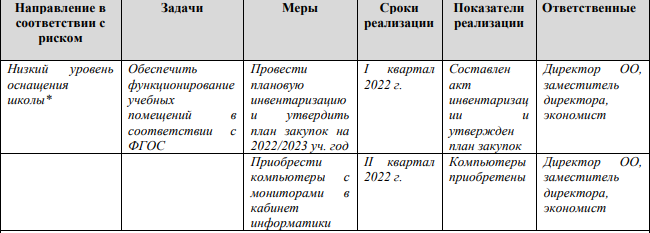 Направление в
соответствии с
риском
Задачи
Меры
Сроки
реализации
Показатели
реализации
Ответственные
Низкий уровень
оснащения
школы*
Обеспечить
функционирование
учебных
помещений в
соответствии с
ФГОС
Провести
плановую
инвентаризацию
и утвердить
план закупок на
2022/2023 уч. год
I квартал
2022 г.
Составлен
акт
инвентаризац
ии и
утвержден
план закупок
Директор ОО,
заместитель
директора,
экономист
Приобрести
компьютеры с
мониторами в
кабинет
информатики
II квартал
2022 г.
Компьютеры
приобретены
Директор ОО,
заместитель
директора,
экономист